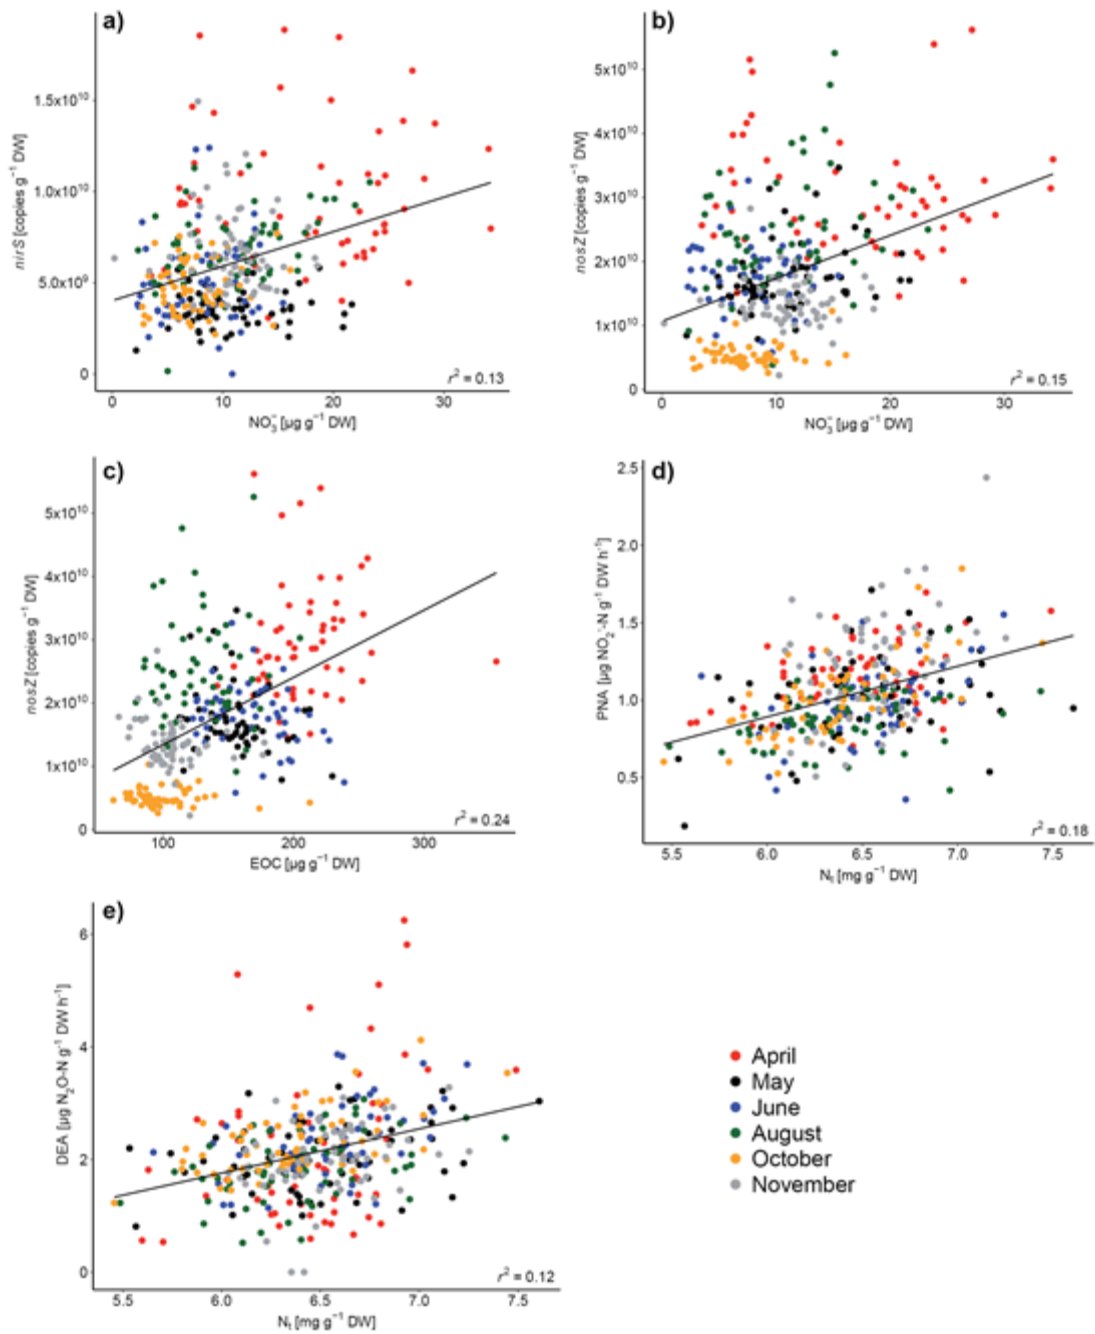 a)
nirS [copies g⁻¹ DW]
1.5x10¹⁰
1.0x10¹⁰
5.0x10⁹
0
r² = 0.13
0 10 20 30
NO₃⁻ [µg g⁻¹ DW]
b)
nosZ [copies g⁻¹ DW]
5x10¹⁰
4x10¹⁰
3x10¹⁰
2x10¹⁰
1x10¹⁰
0
r² = 0.15
0 10 20 30
NO₃⁻ [µg g⁻¹ DW]
c)
nosZ [copies g⁻¹ DW]
5x10¹⁰
4x10¹⁰
3x10¹⁰
2x10¹⁰
1x10¹⁰
0
r² = 0.24
100 200 300
EOC [µg g⁻¹ DW]
d)
PNA [µg NO₂⁻-N g⁻¹ DW h⁻¹]
2.5
2.0
1.5
1.0
0.5
r² = 0.18
5.5 6.0 6.5 7.0 7.5
Nₜ [mg g⁻¹ DW]
e)
DEA [µg N₂O-N g⁻¹ DW h⁻¹]
6
4
2
0
r² = 0.12
5.5 6.0 6.5 7.0 7.5
Nₜ [mg g⁻¹ DW]
April
May
June
August
October
November